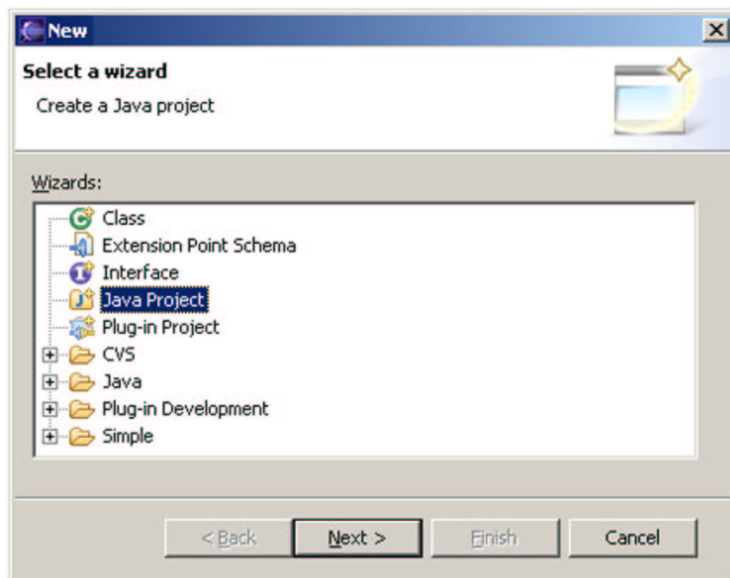 New
Select a wizard
Create a Java project
Wizards:
Class
Extension Point Schema
Interface
Java Project
Plug-in Project
CVS
Java
Plug-in Development
Simple
< Back Next > Finish Cancel